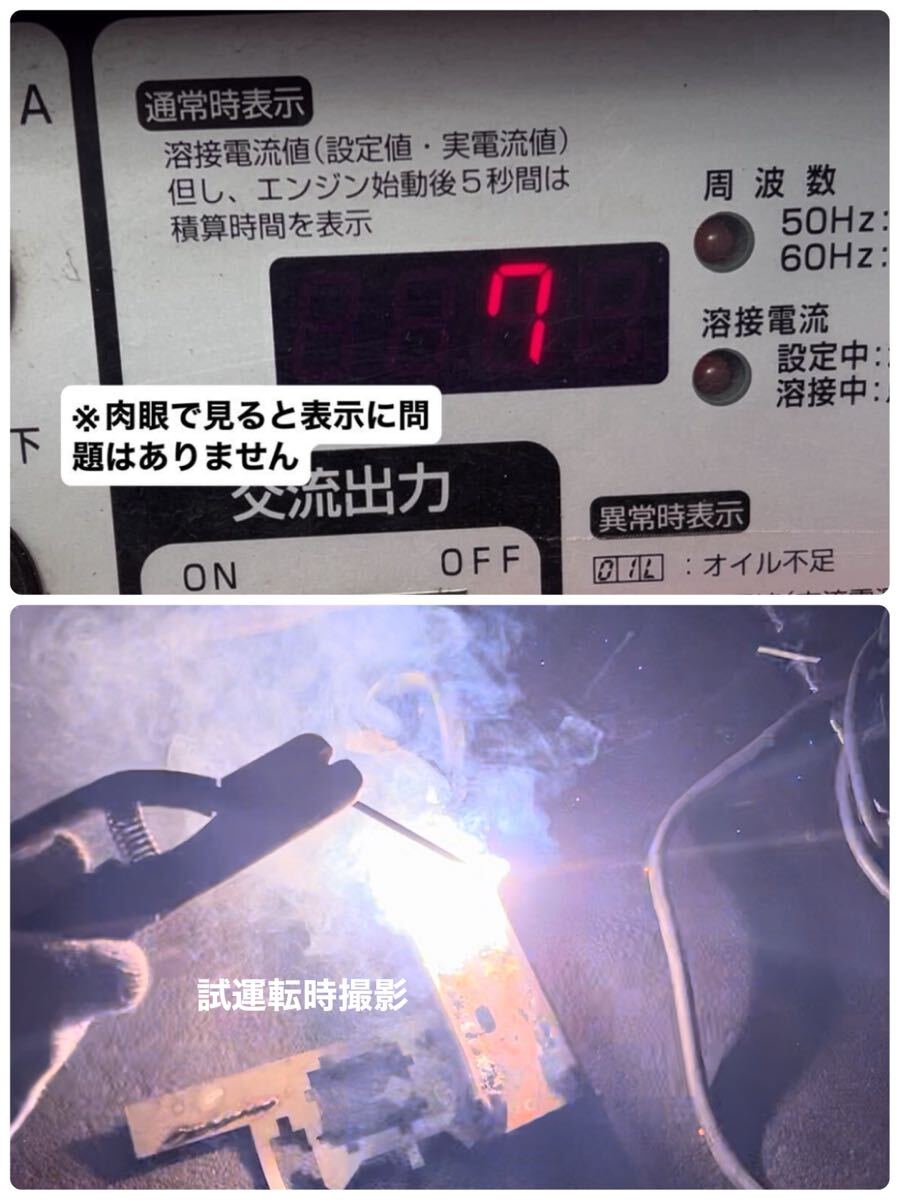 A
通常時表示
溶接電流値(設定値・実電流値)
但し、エンジン始動後5秒間は
積算時間を表示
周波数
50Hz:
60Hz:
7
溶接電流
設定中:
溶接中:
下
※肉眼で見ると表示に問
題はありません
交流出力
ON OFF
異常時表示
OIL :オイル不足
試運転時撮影